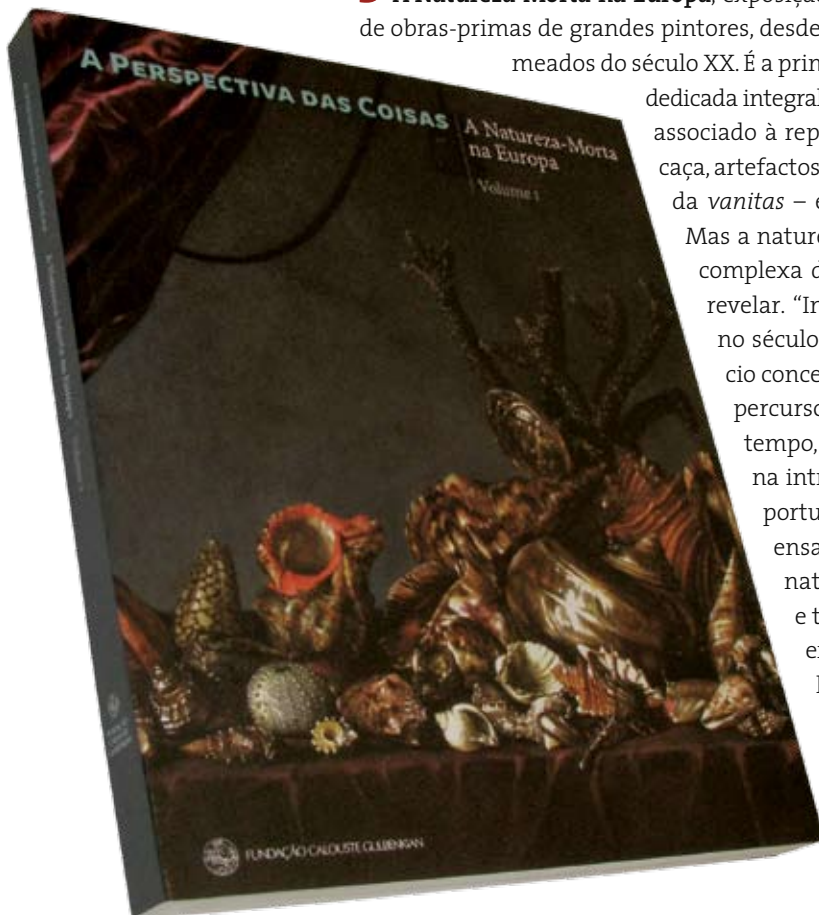 A Natureza-Morta na Europa, exposição
de obras-primas de grandes pintores, desde
meados do século XX. É a prim
dedicada integral
associado à rep
caça, artefactos
da vanitas – e
Mas a nature
complexa d
revelar. “In
no século
cio conce
percurso
tempo,
na intr
portu
ensa
nat
e t
A PERSPECTIVA DAS COISAS
A Natureza-Morta
na Europa
Volume I
FUNDAÇÃO CALOUSTE GULBENKIAN